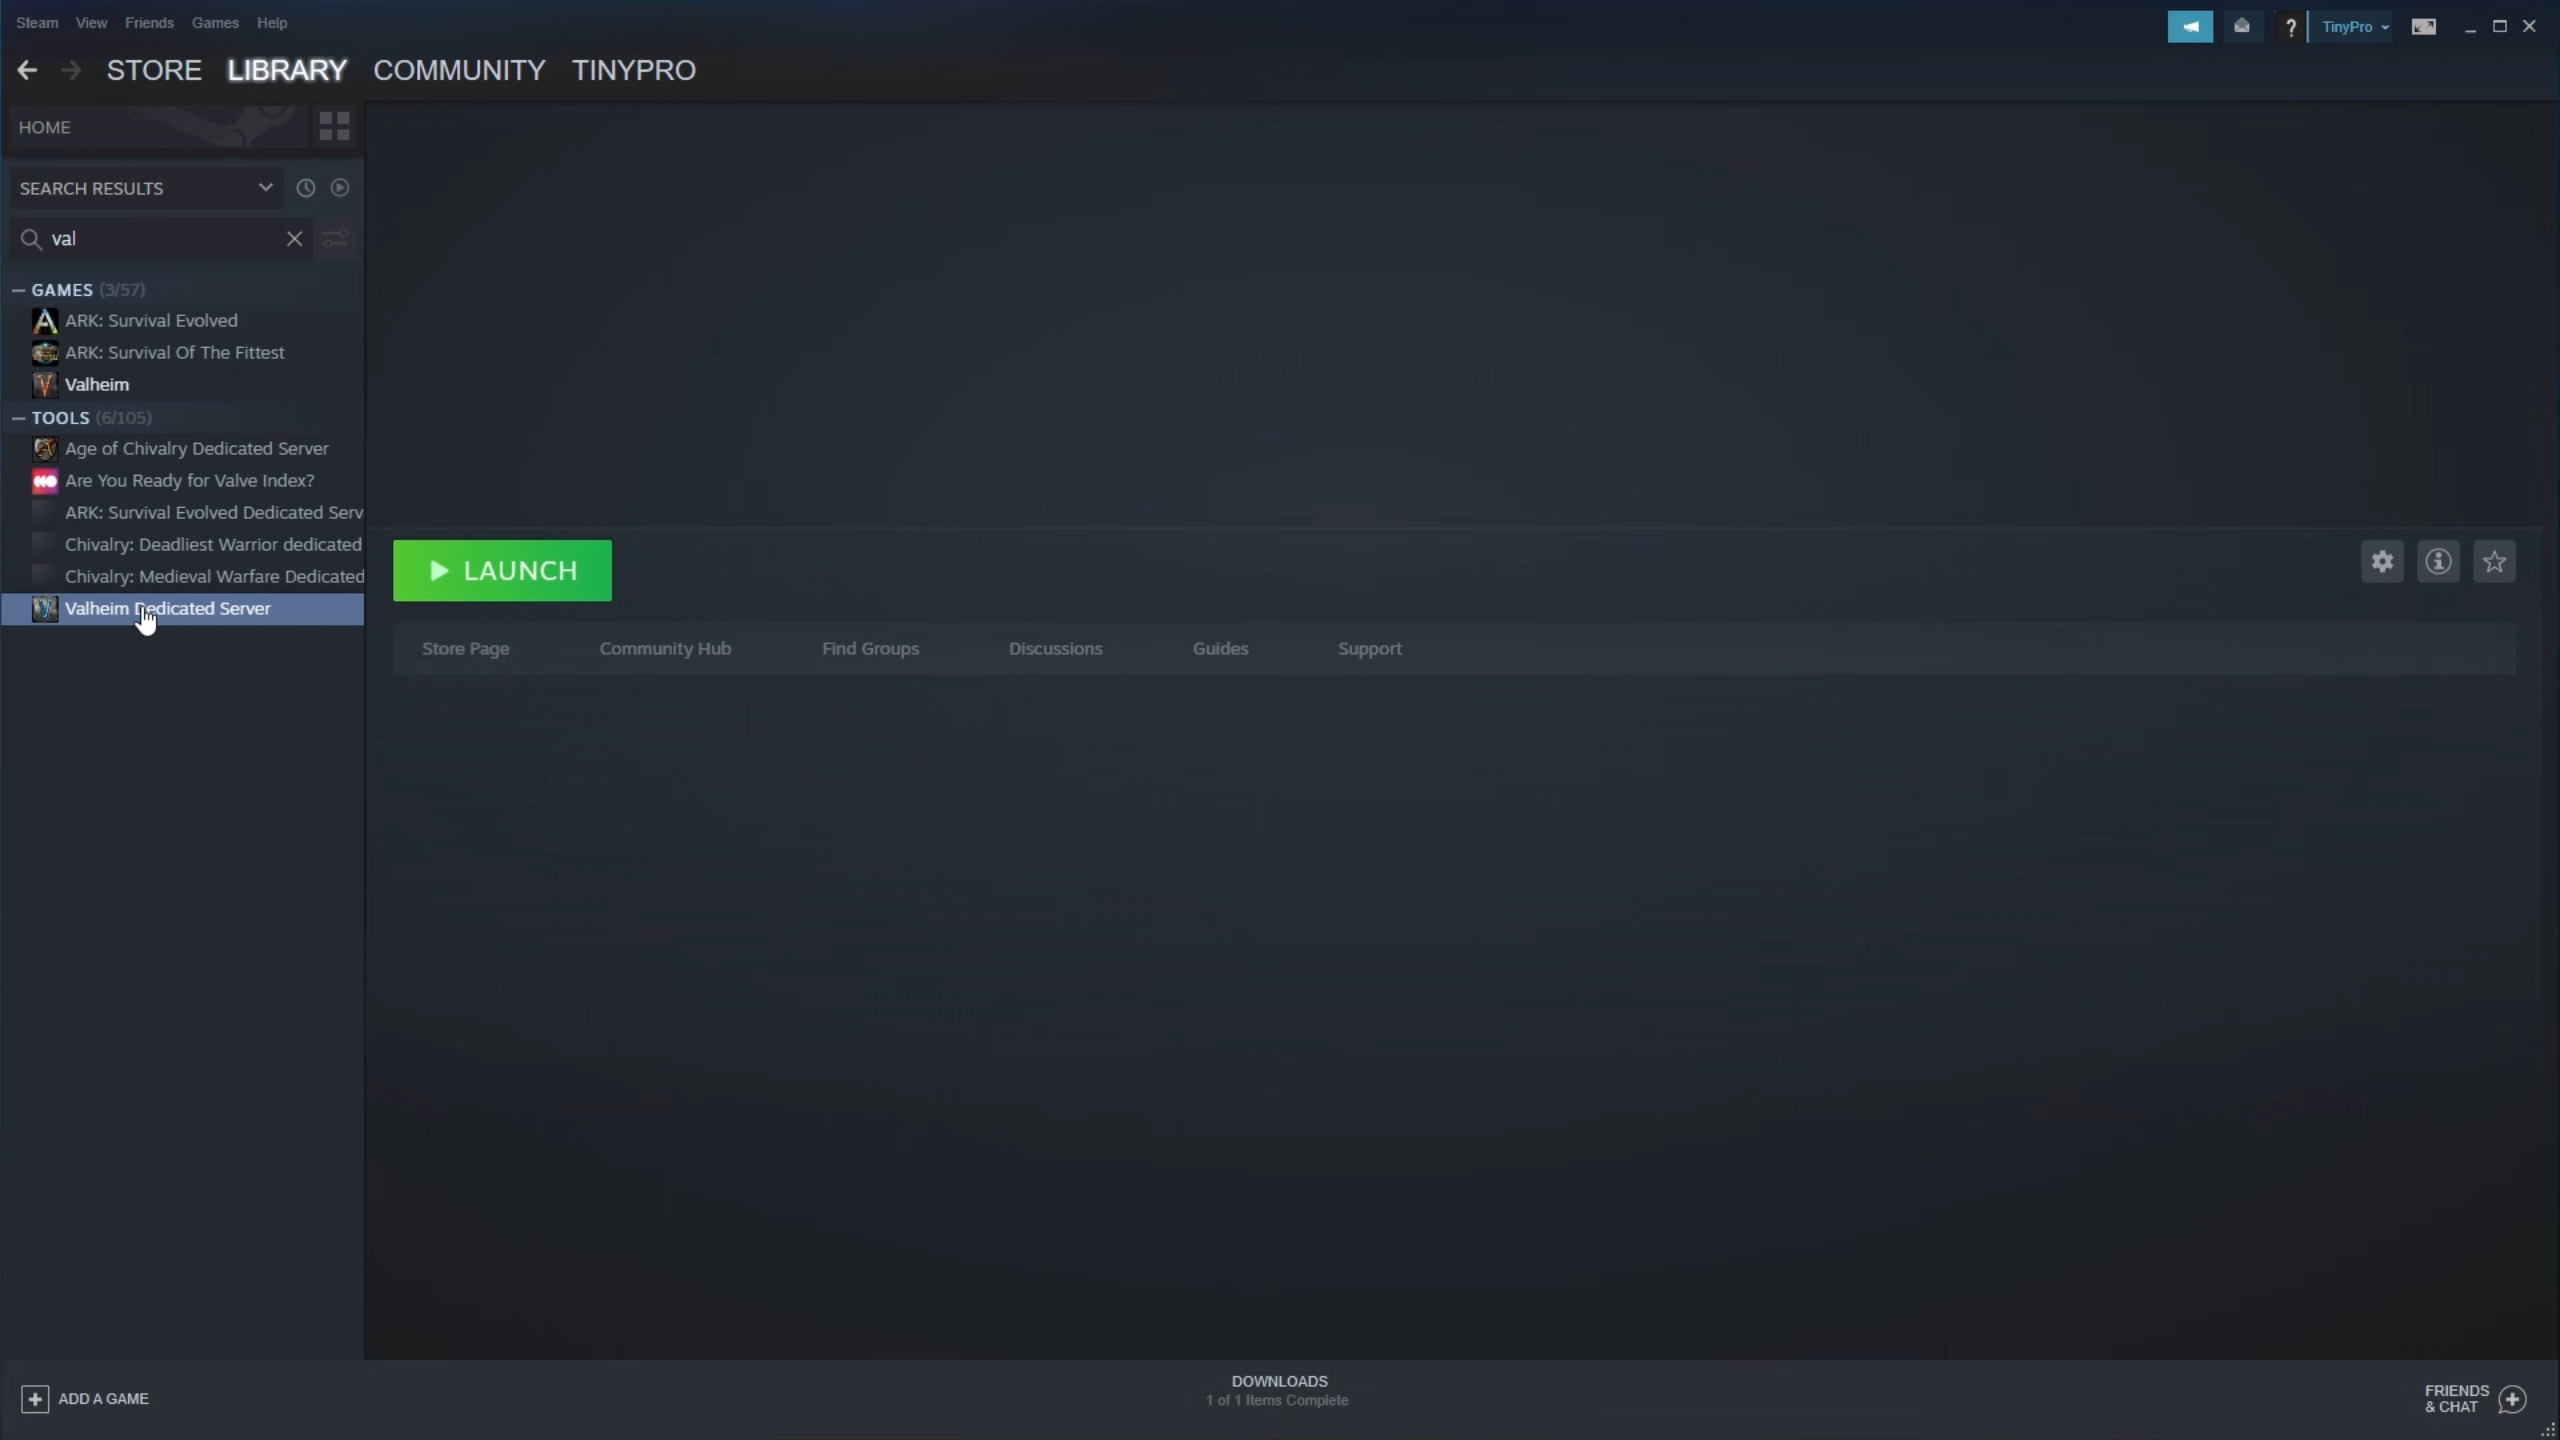 Steam View Friends Games Help
TinyPro
STORE LIBRARY COMMUNITY TINYPRO
HOME
SEARCH RESULTS
val
GAMES (3/57)
ARK: Survival Evolved
ARK: Survival Of The Fittest
Valheim
TOOLS (6/105)
Age of Chivalry Dedicated Server
Are You Ready for Valve Index?
ARK: Survival Evolved Dedicated Serv
Chivalry: Deadliest Warrior dedicated
Chivalry: Medieval Warfare Dedicated
Valheim Dedicated Server
LAUNCH
Store Page Community Hub Find Groups Discussions Guides Support
ADD A GAME
DOWNLOADS
1 of 1 Items Complete
FRIENDS
& CHAT